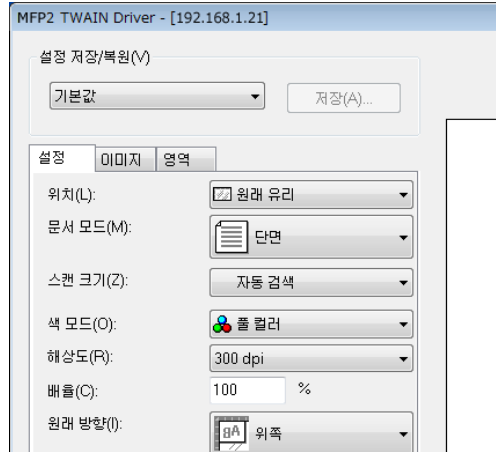 MFP2 TWAIN Driver - [192.168.1.21]
설정 저장/복원(V)
기본값 저장(A)...
설정 이미지 영역
위치(L): 원래 유리
문서 모드(M): 단면
스캔 크기(Z): 자동 검색
색 모드(O): 풀 컬러
해상도(R): 300 dpi
배율(C): 100 %
원래 방향(I): 위쪽